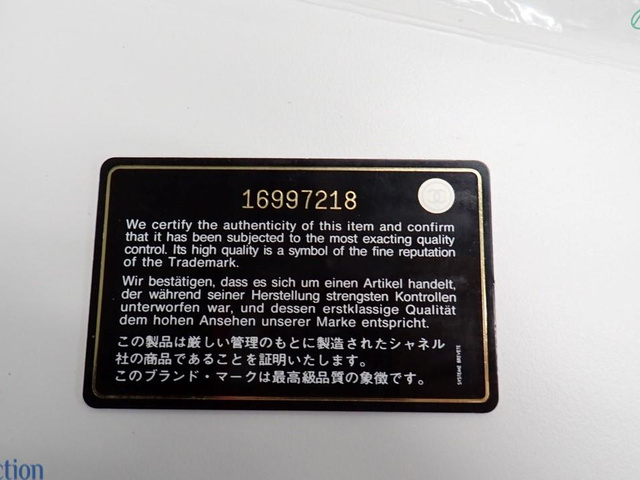 16997218
We certify the authenticity of this item and confirm
that it has been subjected to the most exacting quality
control. Its high quality is a symbol of the fine reputation
of the Trademark.
Wir bestätigen, dass es sich um einen Artikel handelt,
der während seiner Herstellung strengsten Kontrollen
unterworfen war, und dessen erstklassige Qualität
dem hohen Ansehen unserer Marke entspricht.
この製品は厳しい管理のもとに製造されたシャネル
社の商品であることを証明いたします。
このブランド・マークは最高級品質の象徴です。
SYSTEME BREVETE
ction